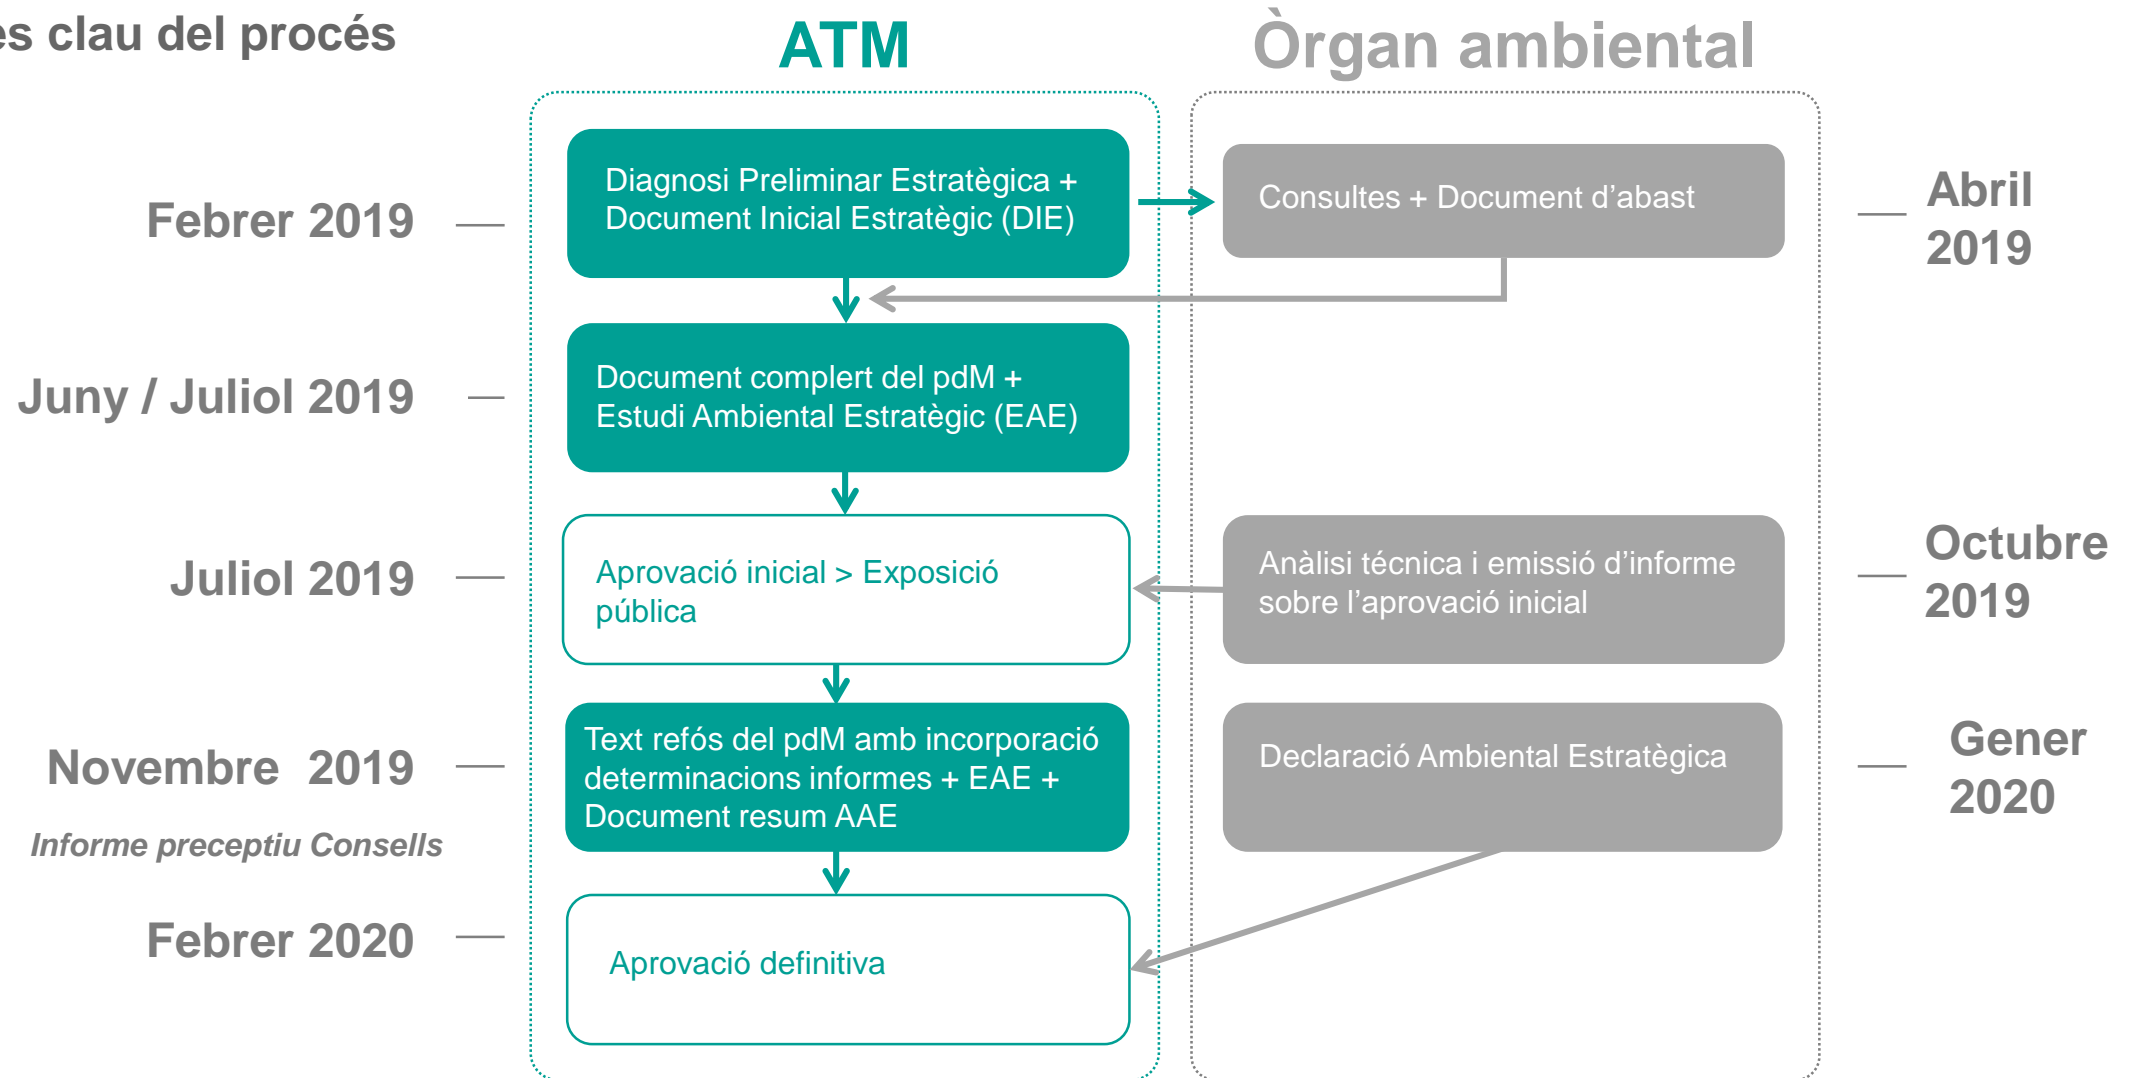 es clau del procés
ATM
Òrgan ambiental
Febrer 2019
Diagnosi Preliminar Estratègica +
Document Inicial Estratègic (DIE)
Consultes + Document d’abast
Abril
2019
Juny / Juliol 2019
Document complert del pdM +
Estudi Ambiental Estratègic (EAE)
Juliol 2019
Aprovació inicial > Exposició
pública
Anàlisi técnica i emissió d’informe
sobre l’aprovació inicial
Octubre
2019
Novembre 2019
Informe preceptiu Consells
Text refós del pdM amb incorporació
determinacions informes + EAE +
Document resum AAE
Declaració Ambiental Estratègica
Gener
2020
Febrer 2020
Aprovació definitiva